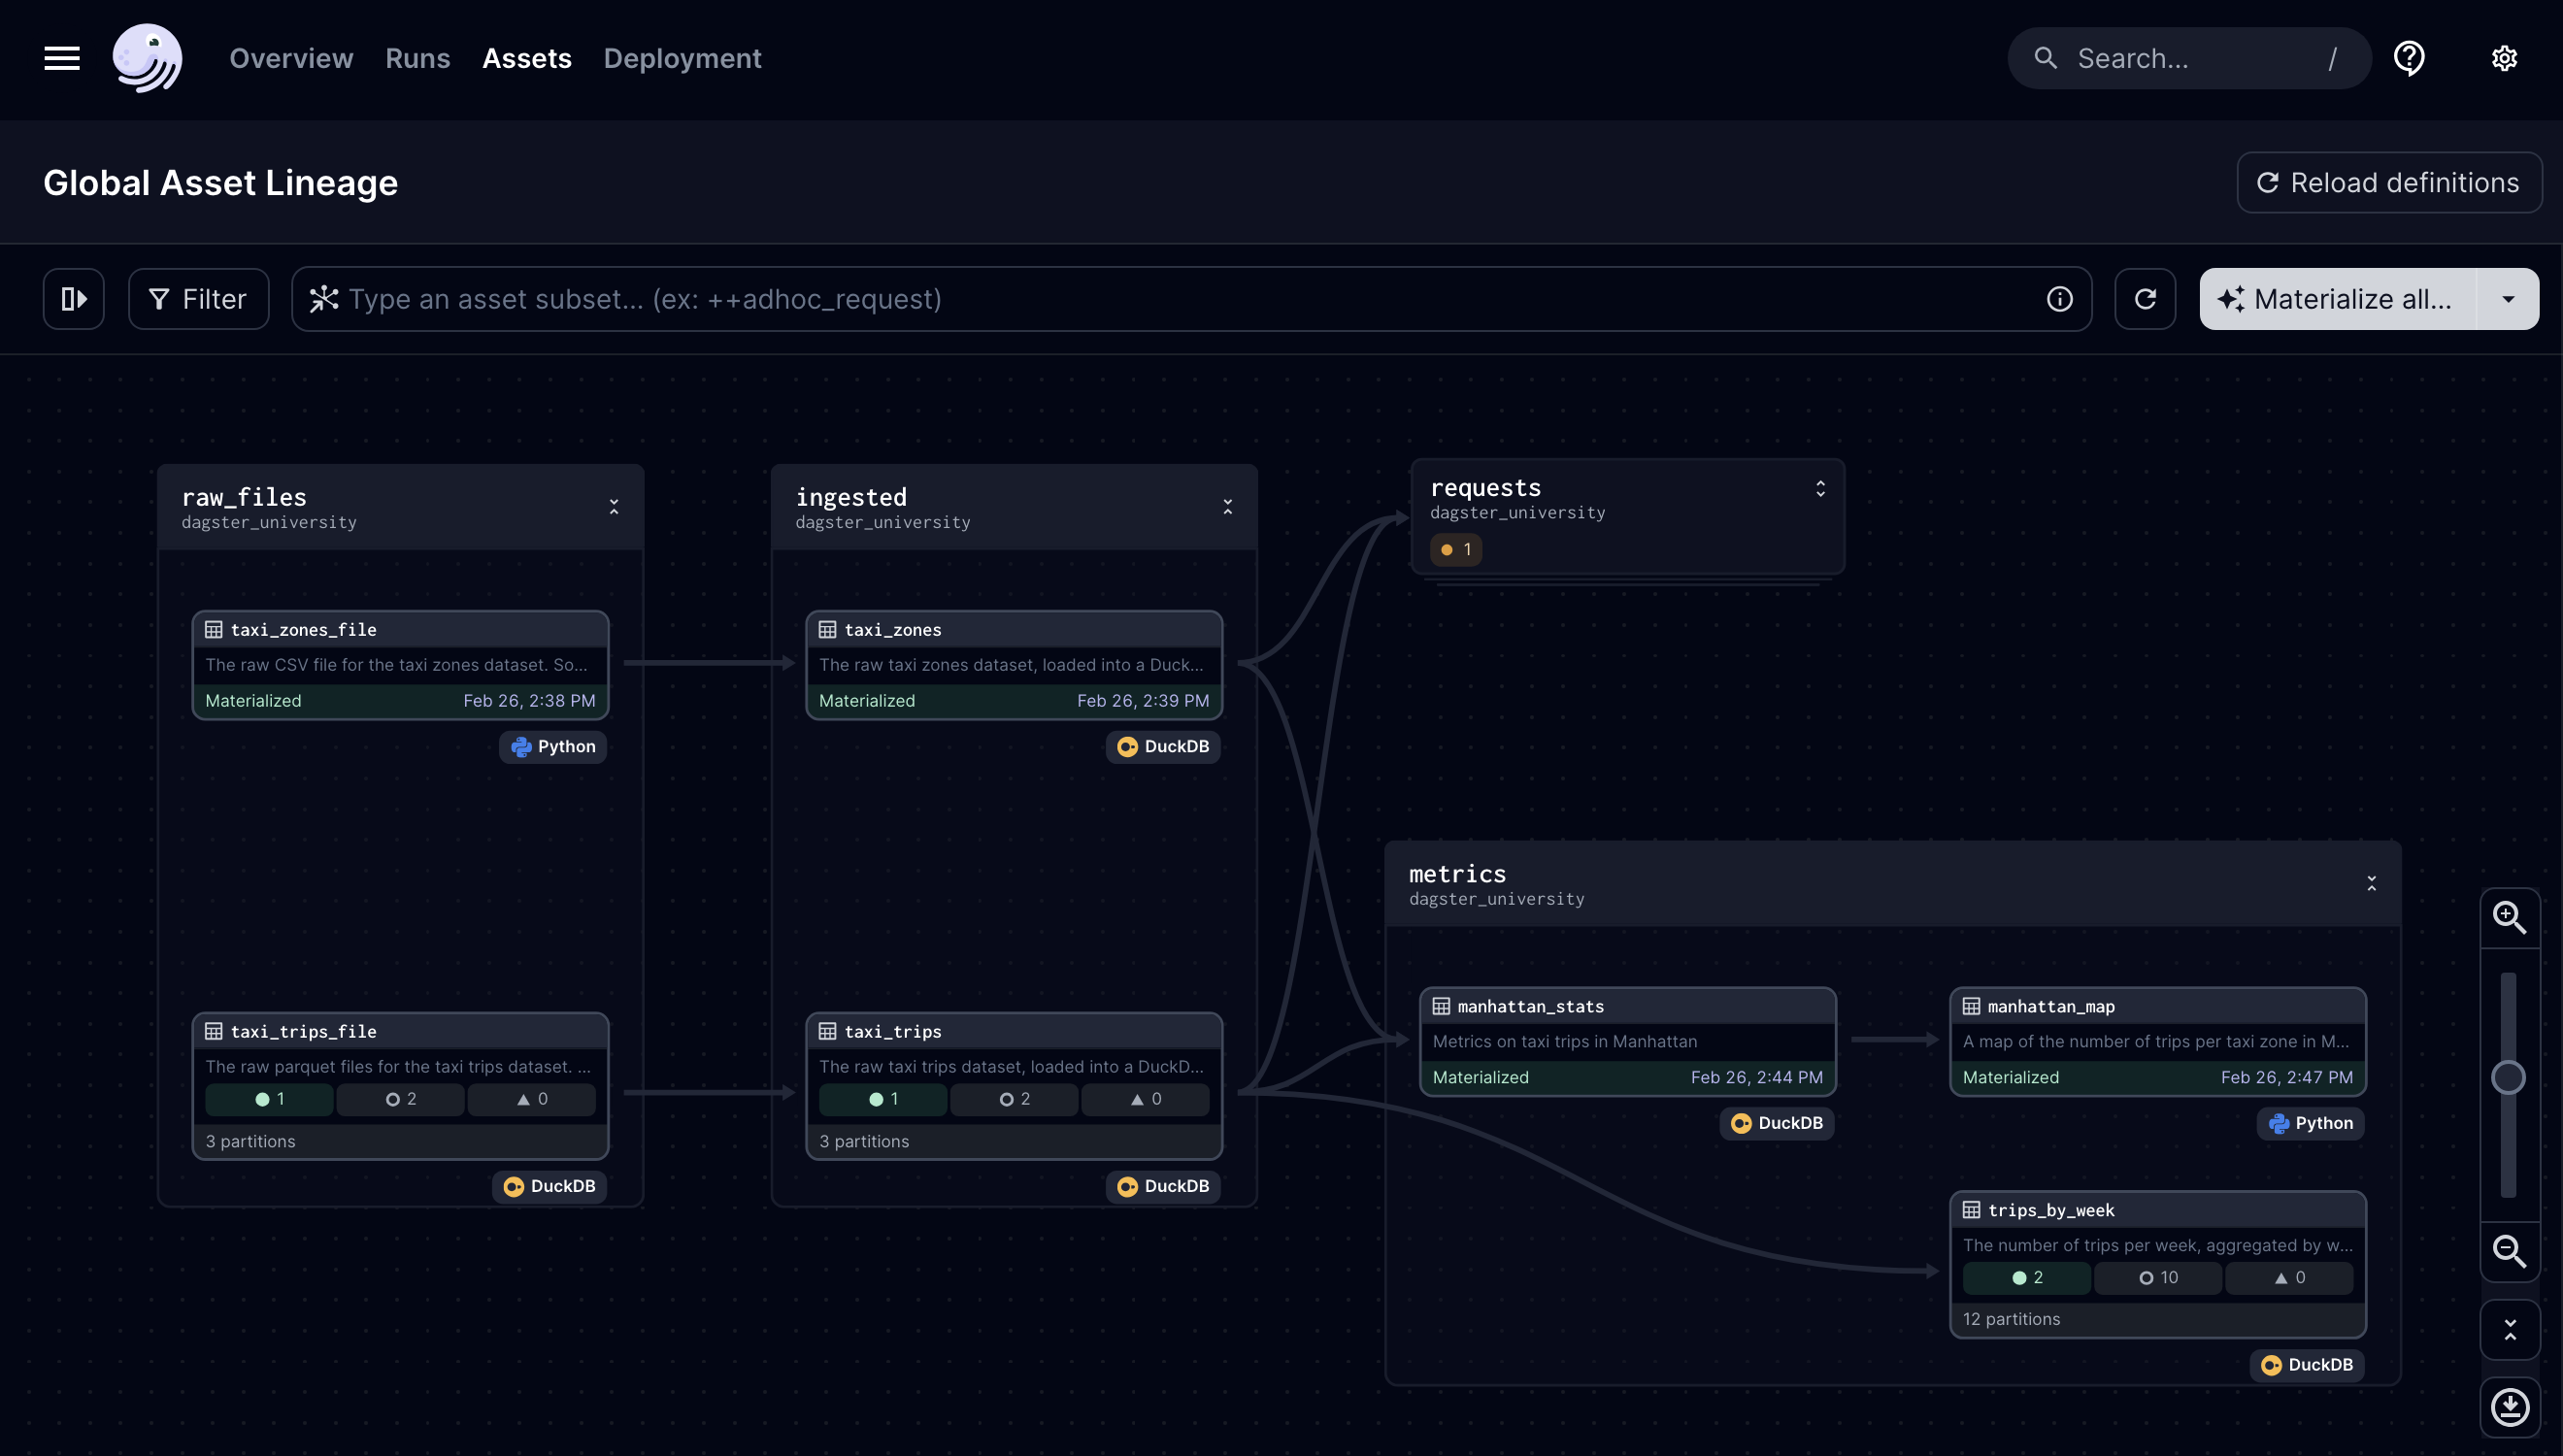 Overview Runs Assets Deployment
Search... /
Global Asset Lineage
Reload definitions
Filter
Type an asset subset... (ex: ++adhoc_request)
Materialize all...
raw_files
dagster_university
taxi_zones_file
The raw CSV file for the taxi zones dataset. So...
Materialized Feb 26, 2:38 PM
Python
taxi_trips_file
The raw parquet files for the taxi trips dataset. ...
1 2 0
3 partitions
DuckDB
ingested
dagster_university
taxi_zones
The raw taxi zones dataset, loaded into a Duck...
Materialized Feb 26, 2:39 PM
DuckDB
taxi_trips
The raw taxi trips dataset, loaded into a DuckD...
1 2 0
3 partitions
DuckDB
requests
dagster_university
1
metrics
dagster_university
manhattan_stats
Metrics on taxi trips in Manhattan
Materialized Feb 26, 2:44 PM
DuckDB
manhattan_map
A map of the number of trips per taxi zone in M...
Materialized Feb 26, 2:47 PM
Python
trips_by_week
The number of trips per week, aggregated by w...
2 10 0
12 partitions
DuckDB